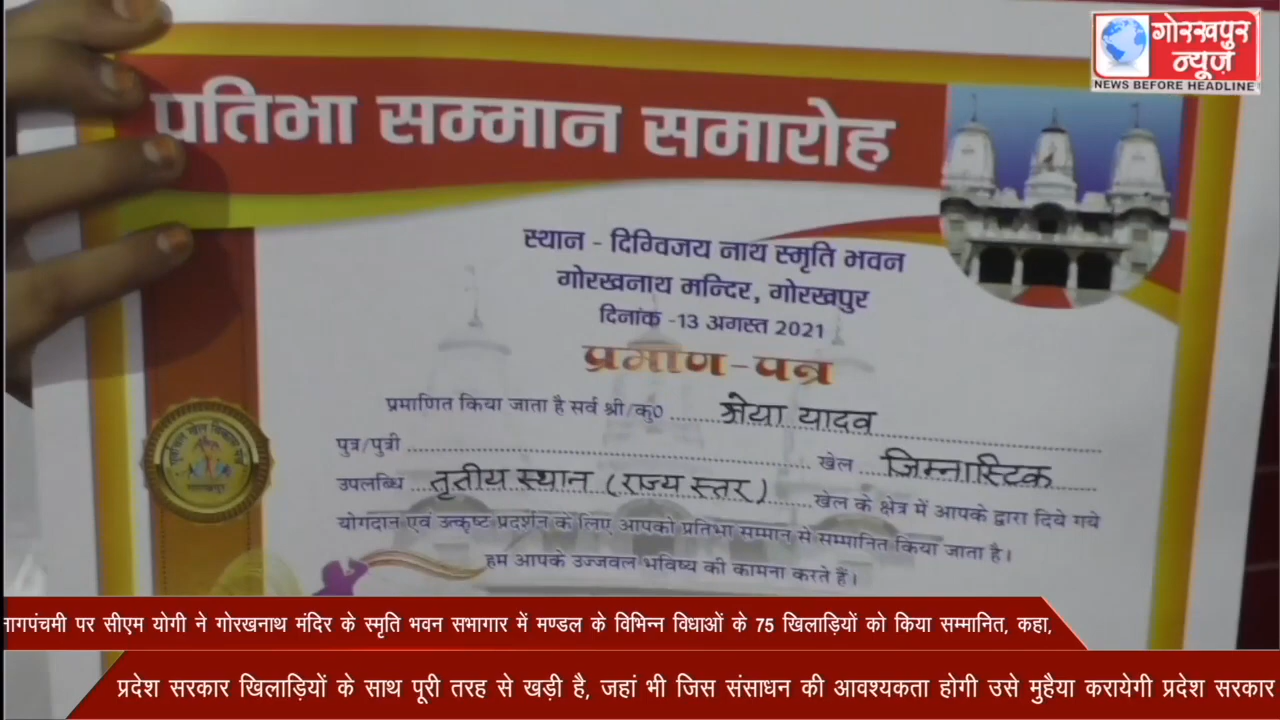 गोरखपुर
न्यूज़
NEWS BEFORE HEADLINE
प्रतिभा सम्मान समारोह
स्थान - दिग्विजय नाथ स्मृति भवन
गोरखनाथ मन्दिर, गोरखपुर
दिनांक -13 अगस्त 2021
प्रमाण-पत्र
प्रमाणित किया जाता है सर्व श्री/कु० श्रेया यादव
पुत्र/पुत्री खेल जिम्नास्टिक
उपलब्धि तृतीय स्थान (राज्य स्तर) खेल के क्षेत्र में आपके द्वारा दिये गये
योगदान एवं उत्कृष्ट प्रदर्शन के लिए आपको प्रतिभा सम्मान से सम्मानित किया जाता है।
हम आपके उज्जवल भविष्य की कामना करते हैं।
नागपंचमी पर सीएम योगी ने गोरखनाथ मंदिर के स्मृति भवन सभागार में मण्डल के विभिन्न विधाओं के 75 खिलाड़ियों को किया सम्मानित, कहा,
प्रदेश सरकार खिलाड़ियों के साथ पूरी तरह से खड़ी है, जहां भी जिस संसाधन की आवश्यकता होगी उसे मुहैया करायेगी प्रदेश सरकार